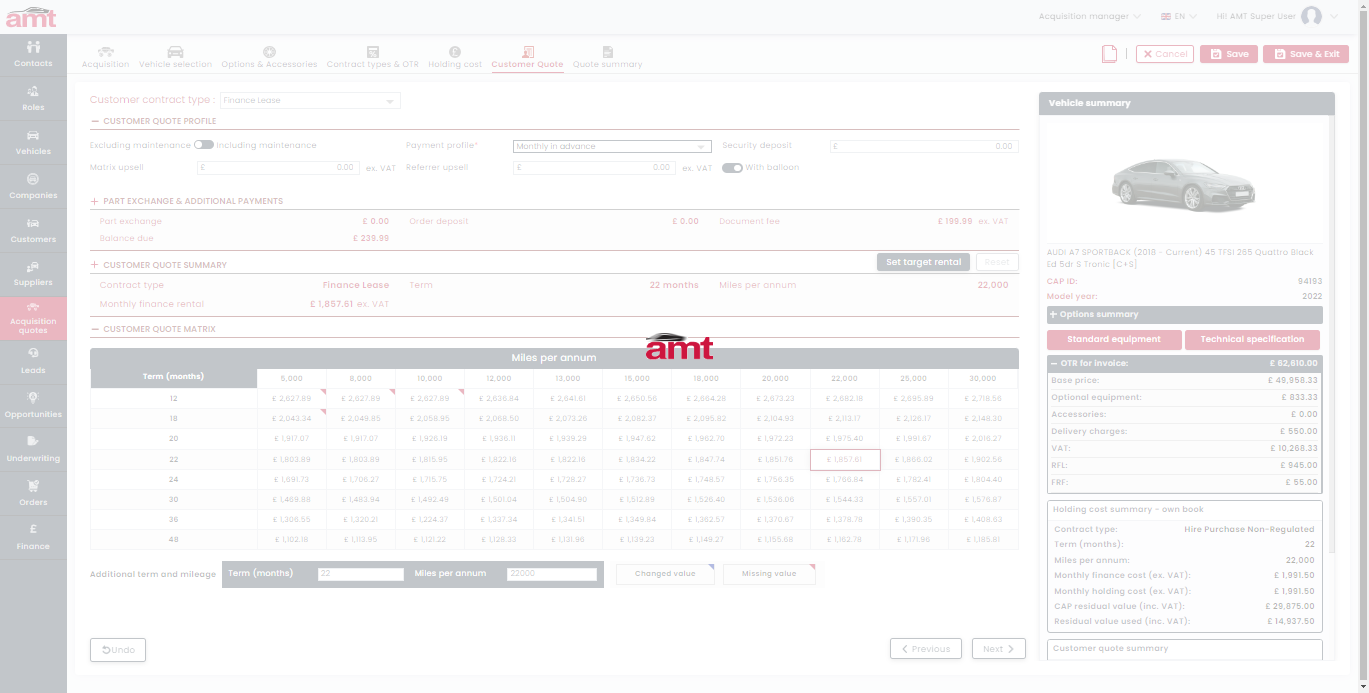 amt
Acquisition manager
EN
Hi! AMT Super User
Contacts
Roles
Vehicles
Companies
Customers
Suppliers
Acquisition quotes
Leads
Opportunities
Underwriting
Orders
Finance
Acquisition
Vehicle selection
Options & Accessories
Contract types & OTR
Holding cost
Customer Quote
Quote summary
Cancel
Save
Save & Exit
Customer contract type : Finance Lease
CUSTOMER QUOTE PROFILE
Excluding maintenance Including maintenance
Payment profile* Monthly in advance
Security deposit £ 0.00
Matrix upsell £ 0.00 ex. VAT
Referrer upsell £ 0.00 ex. VAT
With balloon
PART EXCHANGE & ADDITIONAL PAYMENTS
Part exchange £ 0.00
Order deposit £ 0.00
Document fee £ 199.99 ex. VAT
Balance due £ 239.99
CUSTOMER QUOTE SUMMARY
Set target rental
Reset
Contract type Finance Lease
Term 22 months
Miles per annum 22,000
Monthly finance rental £ 1,857.61 ex. VAT
CUSTOMER QUOTE MATRIX
amt
Miles per annum
Term (months) 5,000 8,000 10,000 12,000 13,000 15,000 18,000 20,000 22,000 25,000 30,000
12 £ 2,627.89 £ 2,627.89 £ 2,627.89 £ 2,636.84 £ 2,641.61 £ 2,650.56 £ 2,664.28 £ 2,673.23 £ 2,682.18 £ 2,695.89 £ 2,718.56
18 £ 2,043.34 £ 2,049.85 £ 2,058.95 £ 2,068.50 £ 2,073.26 £ 2,082.37 £ 2,095.92 £ 2,104.93 £ 2,113.17 £ 2,126.17 £ 2,148.30
20 £ 1,917.07 £ 1,917.07 £ 1,926.19 £ 1,936.11 £ 1,939.29 £ 1,947.62 £ 1,962.76 £ 1,972.23 £ 1,975.40 £ 1,991.67 £ 2,016.27
22 £ 1,803.89 £ 1,803.89 £ 1,815.95 £ 1,822.16 £ 1,822.16 £ 1,834.22 £ 1,847.74 £ 1,851.76 £ 1,857.61 £ 1,866.02 £ 1,902.56
24 £ 1,691.73 £ 1,706.27 £ 1,715.75 £ 1,724.21 £ 1,728.27 £ 1,736.73 £ 1,748.57 £ 1,756.35 £ 1,766.84 £ 1,782.41 £ 1,804.40
30 £ 1,469.88 £ 1,483.94 £ 1,492.49 £ 1,501.04 £ 1,504.90 £ 1,512.89 £ 1,526.40 £ 1,536.06 £ 1,544.33 £ 1,557.01 £ 1,576.87
36 £ 1,306.55 £ 1,320.21 £ 1,224.37 £ 1,337.34 £ 1,341.51 £ 1,349.84 £ 1,362.57 £ 1,370.67 £ 1,378.78 £ 1,390.35 £ 1,408.63
48 £ 1,102.18 £ 1,113.95 £ 1,121.22 £ 1,128.33 £ 1,131.96 £ 1,139.23 £ 1,149.27 £ 1,155.68 £ 1,162.78 £ 1,171.96 £ 1,185.81
Additional term and mileage
Term (months) 22
Miles per annum 22000
Changed value
Missing value
Undo
Previous
Next
Vehicle summary
AUDI A7 SPORTBACK (2018 - Current) 45 TFSI 265 Quattro Black
Ed 5dr S Tronic [C+S]
CAP ID: 94193
Model year: 2022
Options summary
Standard equipment
Technical specification
OTR for invoice: £ 62,610.00
Base price: £ 49,958.33
Optional equipment: £ 833.33
Accessories: £ 0.00
Delivery charges: £ 550.00
VAT: £ 10,268.33
RFL: £ 945.00
FRF: £ 55.00
Holding cost summary - own book
Contract type: Hire Purchase Non-Regulated
Term (months): 22
Miles per annum: 22,000
Monthly finance cost (ex. VAT): £ 1,991.50
Monthly holding cost (ex. VAT): £ 1,991.50
CAP residual value (inc. VAT): £ 29,875.00
Residual value used (inc. VAT): £ 14,937.50
Customer quote summary